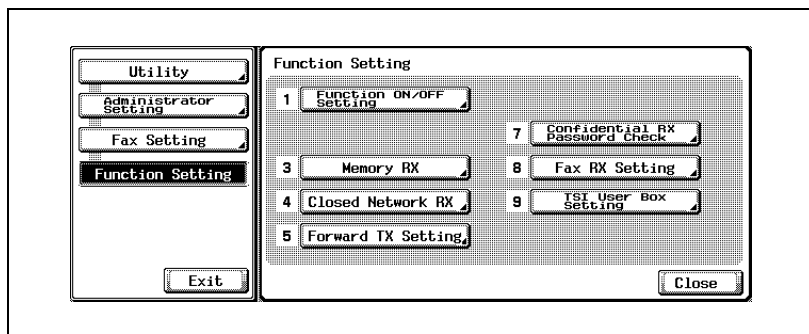 Utility
Administrator
Setting
Fax Setting
Function Setting
Exit
Function Setting
1 Function ON/OFF
Setting
7 Confidential RX
Password Check
3 Memory RX
8 Fax RX Setting
4 Closed Network RX
9 TSI User Box
Setting
5 Forward TX Setting
Close